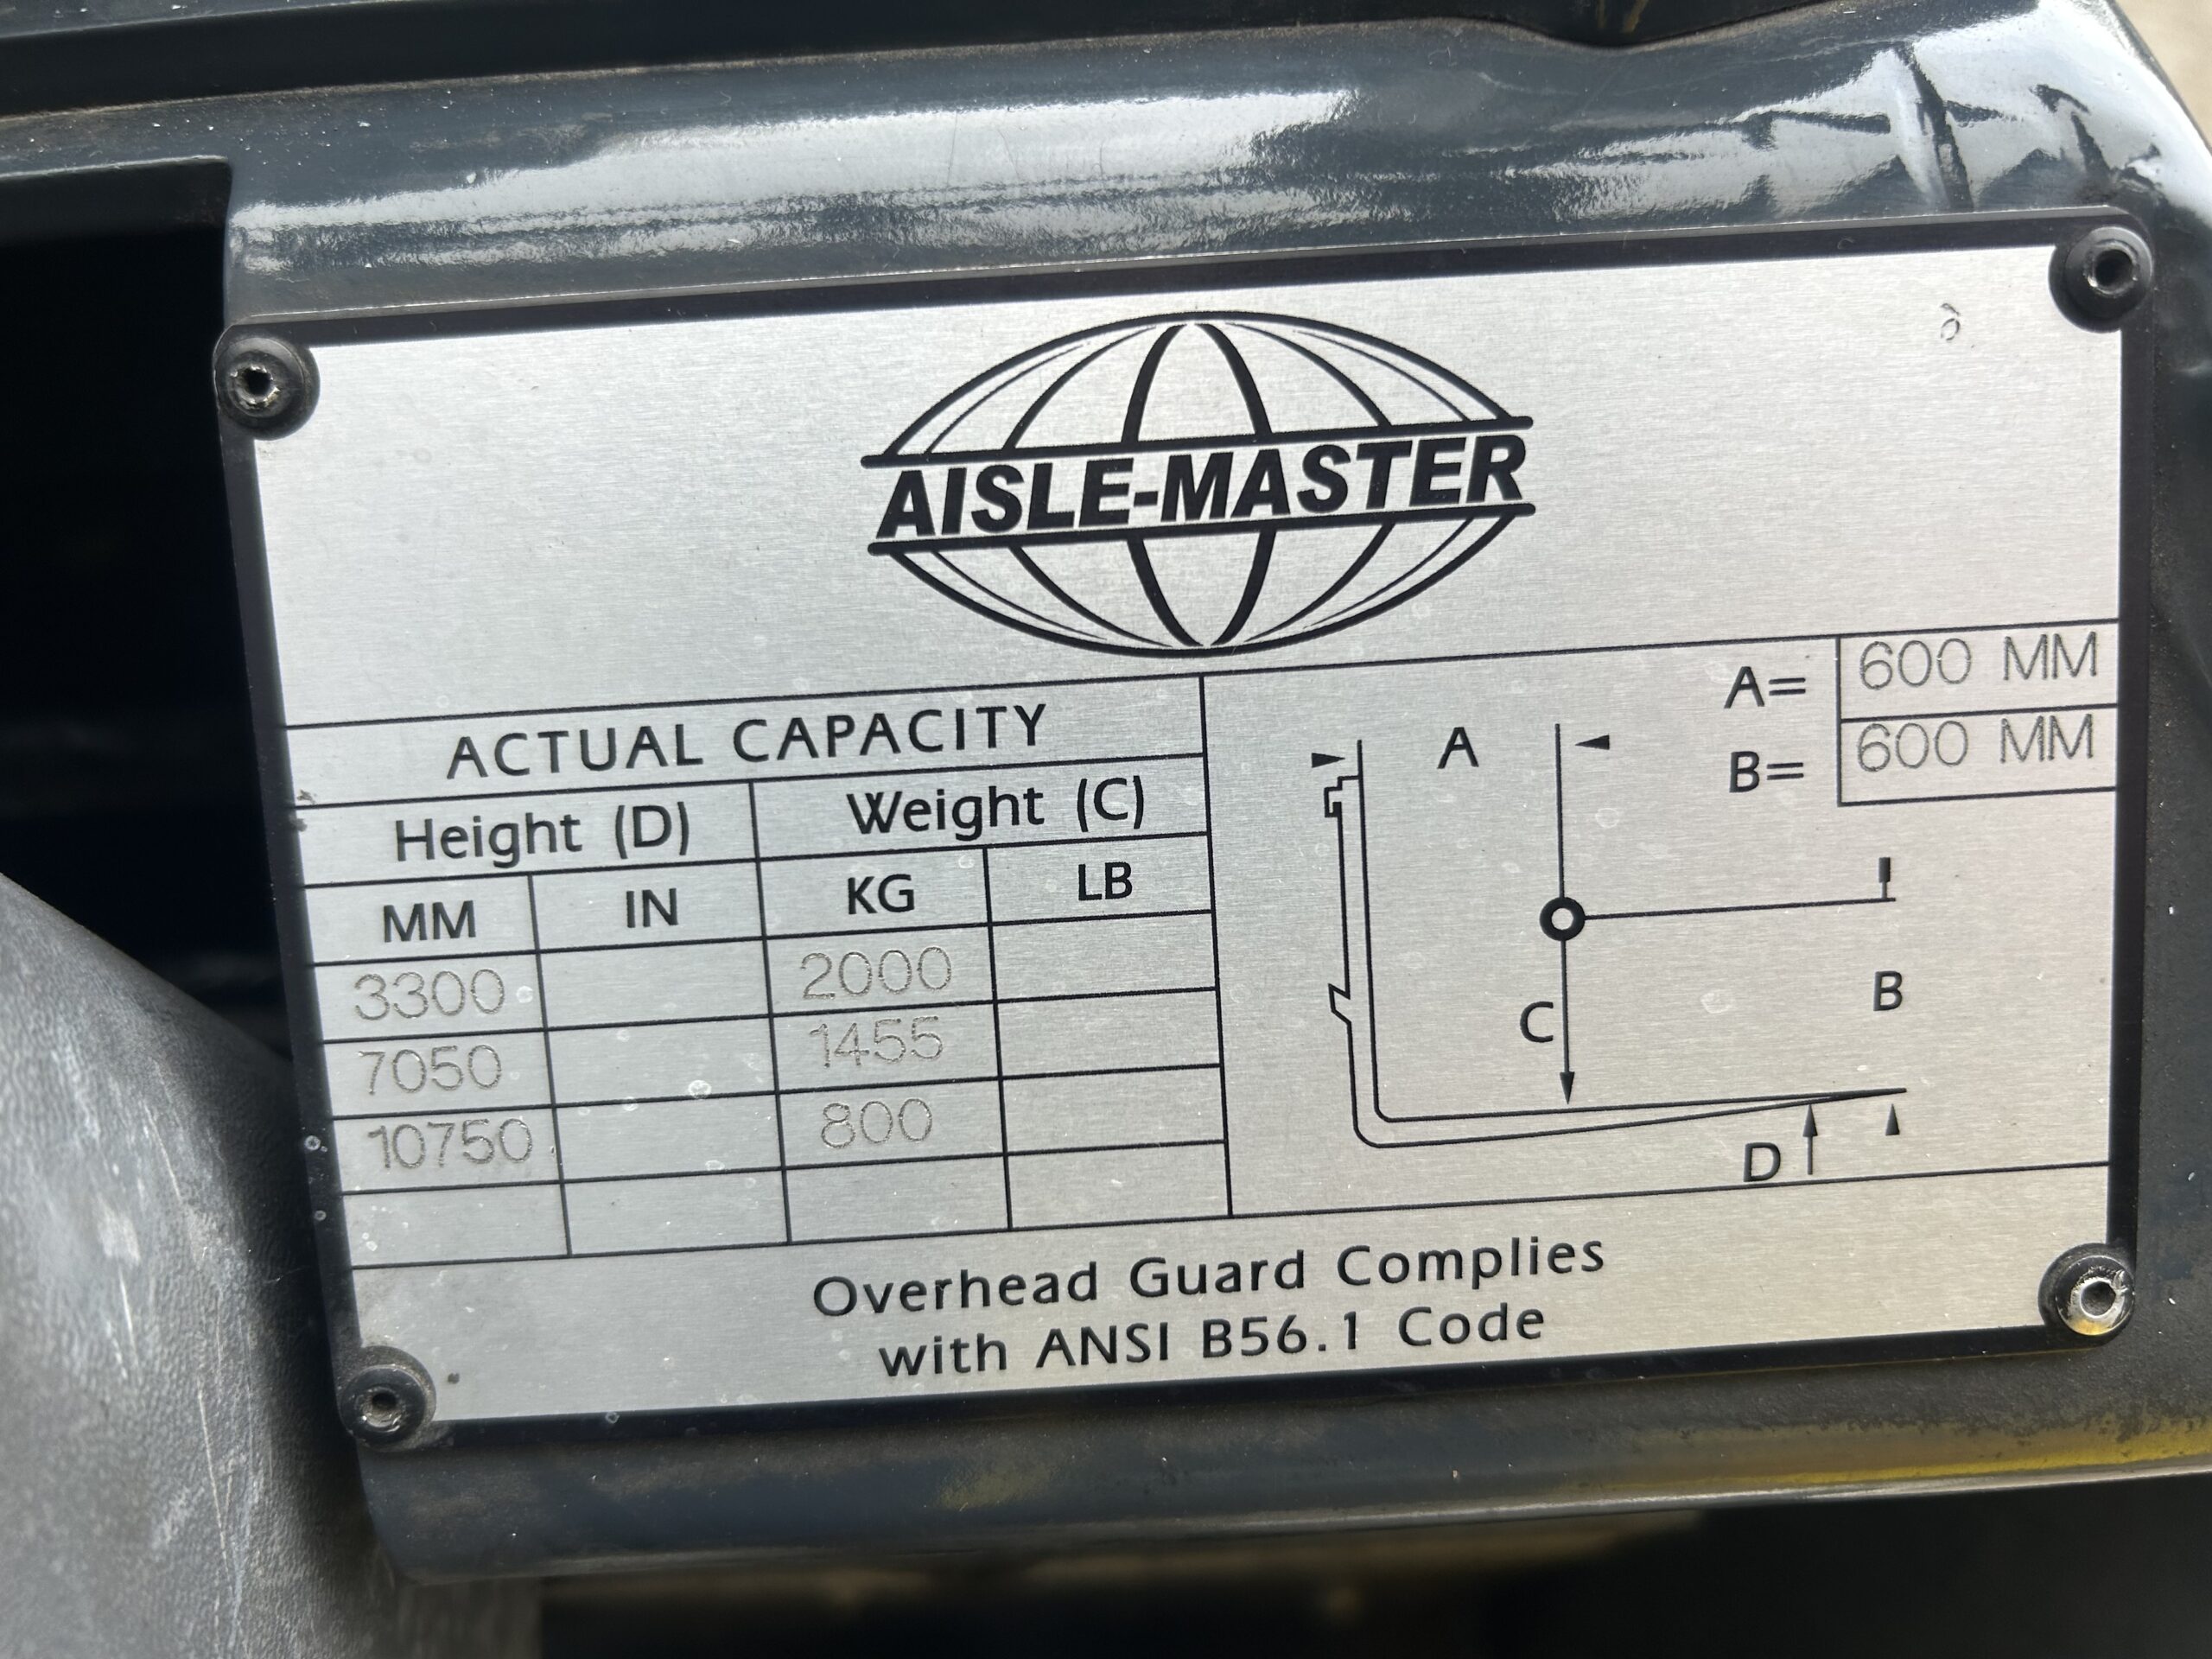 AISLE-MASTER
A= 600 MM
B= 600 MM
ACTUAL CAPACITY
Height (D) Weight (C)
MM IN KG LB
3300 2000
7050 1455
10750 800
A
B
C
D
Overhead Guard Complies
with ANSI B56.1 Code